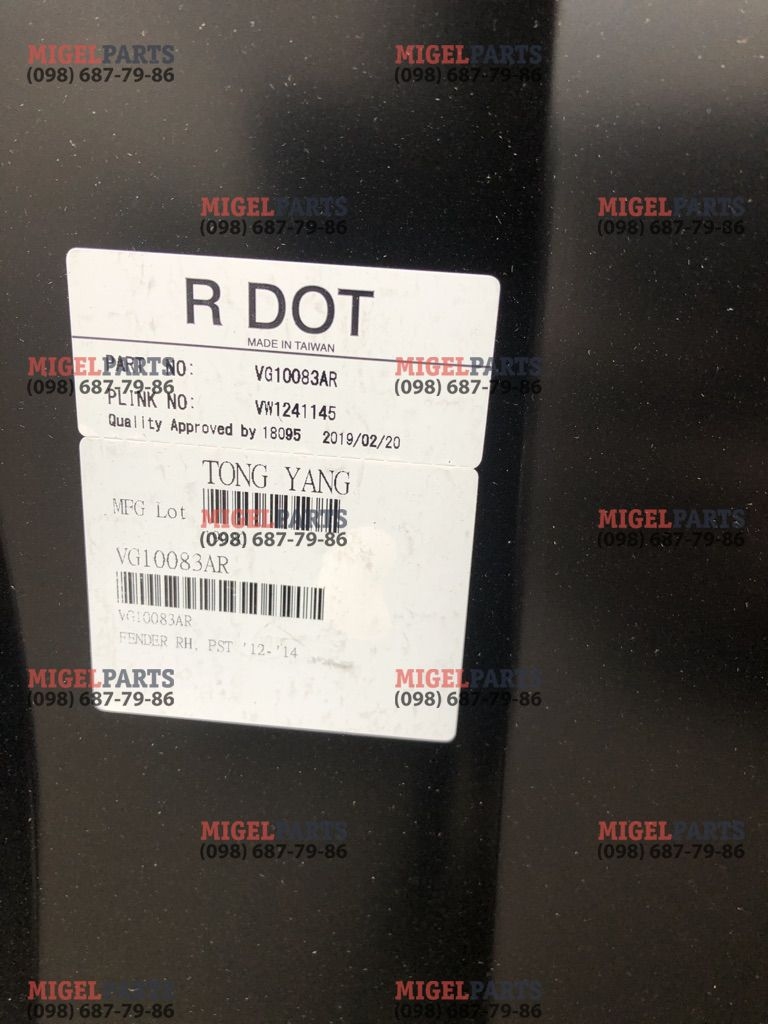 MIGELPARTS
(098) 687-79-86
MIGELPARTS
(098) 687-79-86
MIGELPARTS
(098) 687-79-86
MIGELPARTS
(098) 687-79-86
R DOT
MADE IN TAIWAN
PART NO: VG10083AR
MIGELPARTS
(098) 687-79-86
MIGELPARTS
(098) 687-79-86
PLINK NO: VW1241145
Quality Approved by 18095 2019/02/20
TONG YANG
MFG Lot
MIGELPARTS
(098) 687-79-86
MIGELPARTS
(098) 687-79-86
VG10083AR
VG10083AR
FENDER RH, PST '12-'14
MIGELPARTS
(098) 687-79-86
MIGELPARTS
(098) 687-79-86
MIGELPARTS
(098) 687-79-86
MIGELPARTS
(098) 687-79-86
MIGELPARTS
(098) 687-79-86
MIGELPARTS
(098) 687-79-86